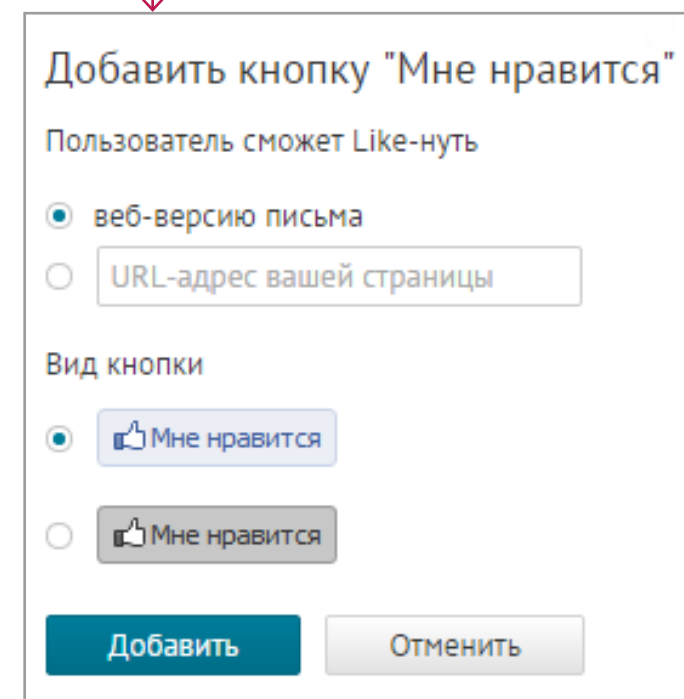 Добавить кнопку "Мне нравится"
Пользователь сможет Like-нуть
веб-версию письма
URL-адрес вашей страницы
Вид кнопки
Мне нравится
Мне нравится
Добавить Отменить